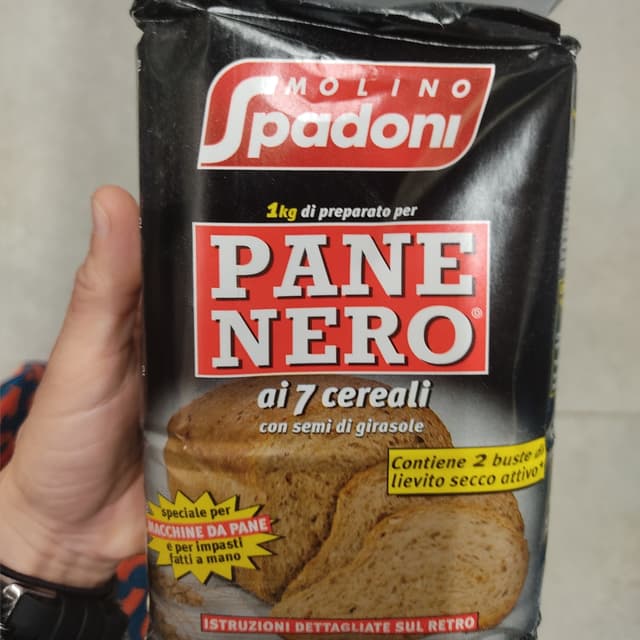 MOLINO
Spadoni
1kg di preparato per
PANE
NERO®
ai 7 cereali
con semi di girasole
Contiene 2 buste di
lievito secco attivo*
speciale per
MACCHINE DA PANE
e per impasti
fatti a mano
ISTRUZIONI DETTAGLIATE SUL RETRO